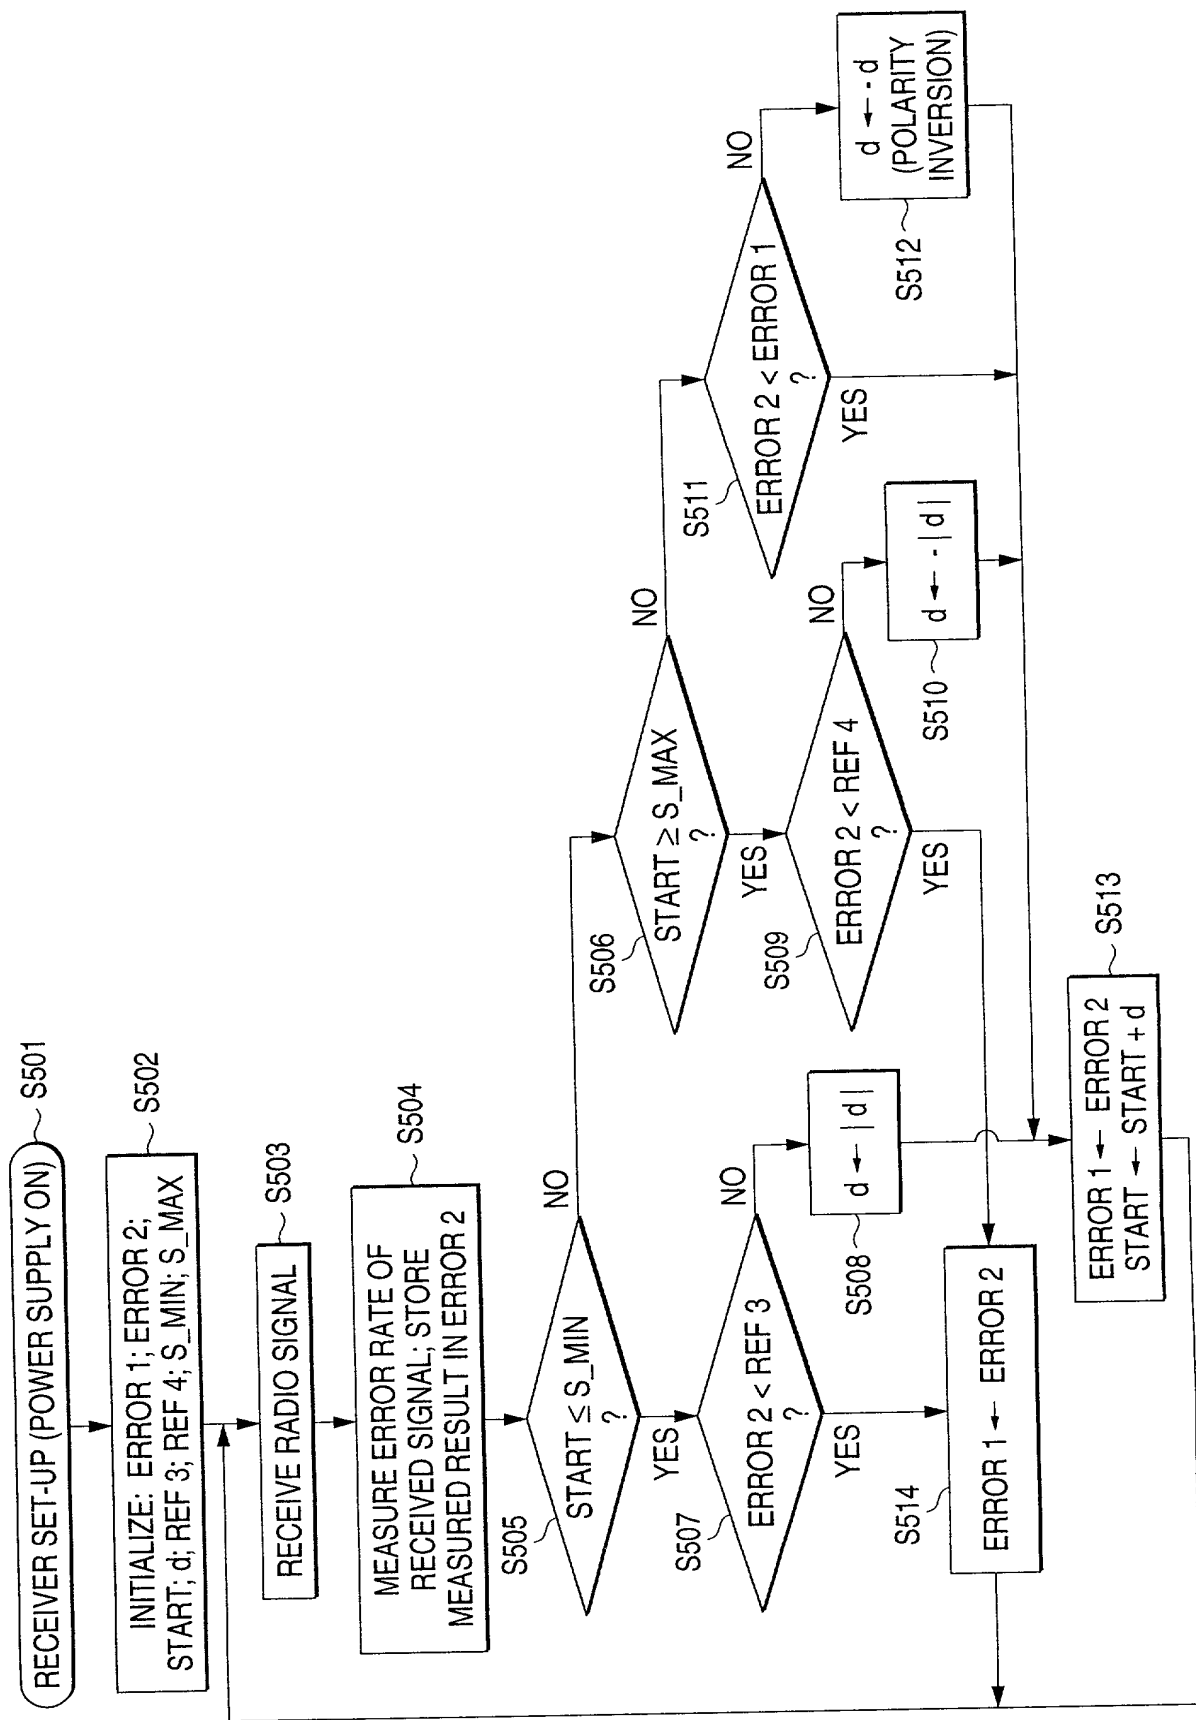 RECEIVER SET-UP (POWER SUPPLY ON)
S501
INITIALIZE: ERROR 1; ERROR 2;
START; d; REF 3; REF 4; S_MIN; S_MAX
S502
RECEIVE RADIO SIGNAL
S503
MEASURE ERROR RATE OF
RECEIVED SIGNAL; STORE
MEASURED RESULT IN ERROR 2
S504
S505
START ≤ S_MIN
?
NO
YES
S506
START ≥ S_MAX
?
NO
YES
S507
ERROR 2 < REF 3
?
NO
YES
S508
d ← |d|
S509
ERROR 2 < REF 4
?
NO
YES
S510
d ← - |d|
S511
ERROR 2 < ERROR 1
?
NO
YES
S512
d ← - d
(POLARITY
INVERSION)
S514
ERROR 1 ← ERROR 2
S513
ERROR 1 ← ERROR 2
START ← START + d